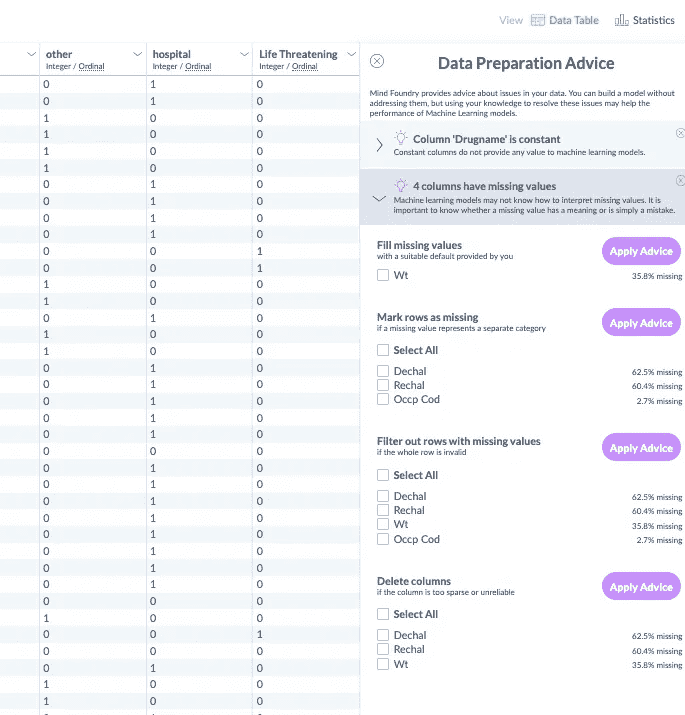 View Data Table Statistics
other hospital Life Threatening
Integer / Ordinal Integer / Ordinal Integer / Ordinal
0 1 0
0 1 0
1 0 0
1 0 0
1 0 0
1 0 0
0 1 0
0 1 0
0 1 0
0 1 0
0 0 1
0 0 1
1 0 0
1 0 0
0 1 0
1 0 0
1 0 0
0 1 0
0 1 0
0 1 0
0 1 0
0 1 0
0 0 0
0 1 0
0 1 0
0 1 0
0 1 0
0 1 0
0 1 0
0 1 0
0 1 0
0 0 0
1 0 0
0 0 1
0 0 0
0 1 0
1 0 0
1 0 0
Data Preparation Advice
Mind Foundry provides advice about issues in your data. You can build a model without
addressing them, but using your knowledge to resolve these issues may help the
performance of Machine Learning models.
Column 'Drugname' is constant
Constant columns do not provide any value to machine learning models.
4 columns have missing values
Machine learning models may not know how to interpret missing values. It is
important to know whether a missing value has a meaning or is simply a mistake.
Fill missing values
with a suitable default provided by you
Apply Advice
Wt 35.8% missing
Mark rows as missing
if a missing value represents a separate category
Apply Advice
Select All
Dechal 62.5% missing
Rechal 60.4% missing
Occp Cod 2.7% missing
Filter out rows with missing values
if the whole row is invalid
Apply Advice
Select All
Dechal 62.5% missing
Rechal 60.4% missing
Wt 35.8% missing
Occp Cod 2.7% missing
Delete columns
if the column is too sparse or unreliable
Apply Advice
Select All
Dechal 62.5% missing
Rechal 60.4% missing
Wt 35.8% missing